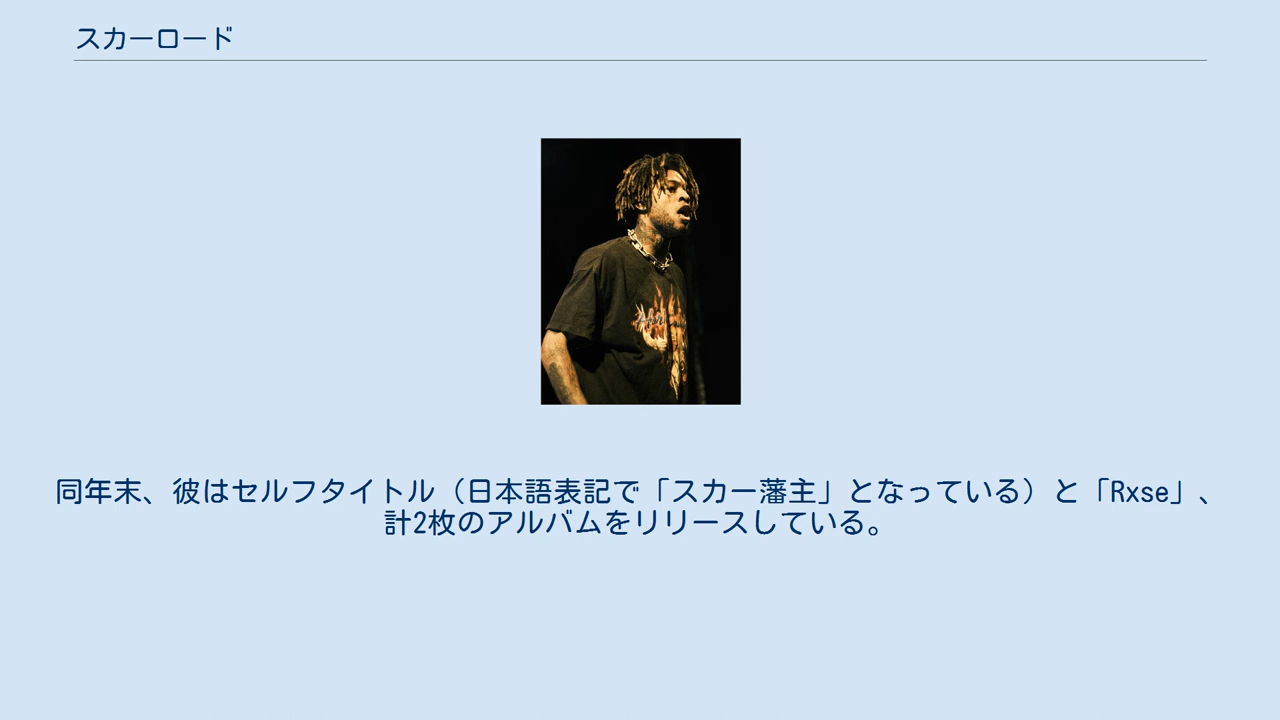 スカーロード
同年末、彼はセルフタイトル（日本語表記で「スカー藩主」となっている）と「Rxse」、
計2枚のアルバムをリリースしている。